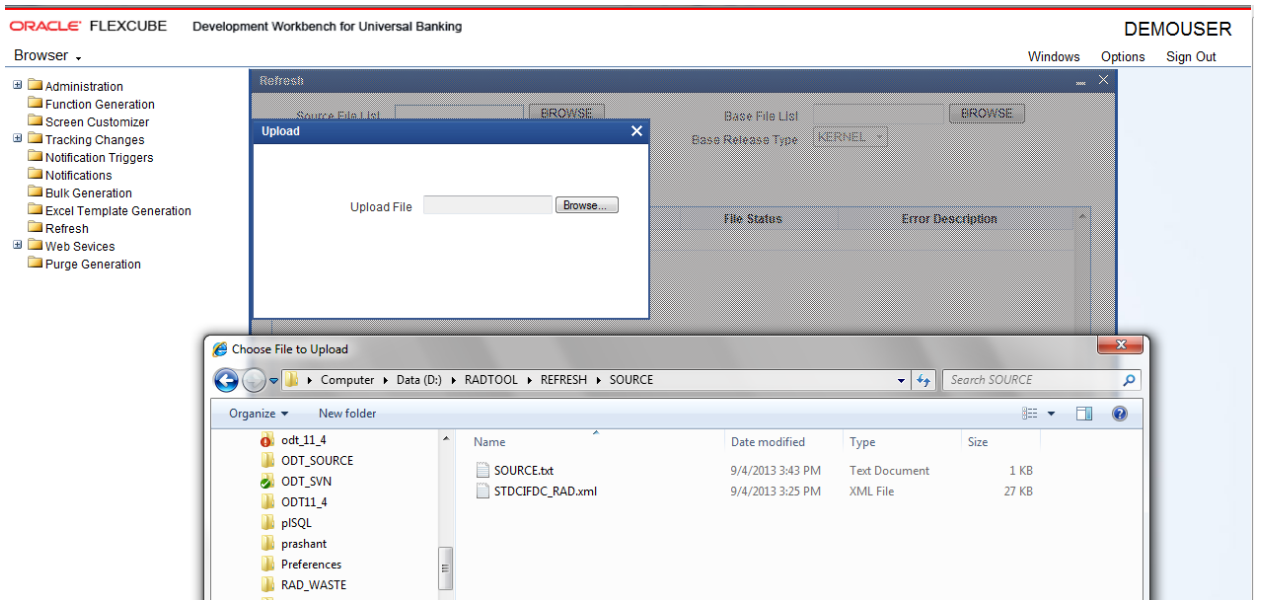 ORACLE FLEXCUBE Development Workbench for Universal Banking DEMOUSER
Browser Windows Options Sign Out
Administration
Function Generation
Screen Customizer
Tracking Changes
Notification Triggers
Notifications
Bulk Generation
Excel Template Generation
Refresh
Web Sevices
Purge Generation
Refresh
Source File List BROWSE Base File List BROWSE
Base Release Type KERNEL
Upload
Upload File Browse...
File Status Error Description
Choose File to Upload
Computer Data (D:) RADTOOL REFRESH SOURCE Search SOURCE
Organize New folder
odt_11_4
ODT_SOURCE
ODT_SVN
ODT11_4
plSQL
prashant
Preferences
RAD_WASTE
Name Date modified Type Size
SOURCE.txt 9/4/2013 3:43 PM Text Document 1 KB
STDCIFDC_RAD.xml 9/4/2013 3:25 PM XML File 27 KB